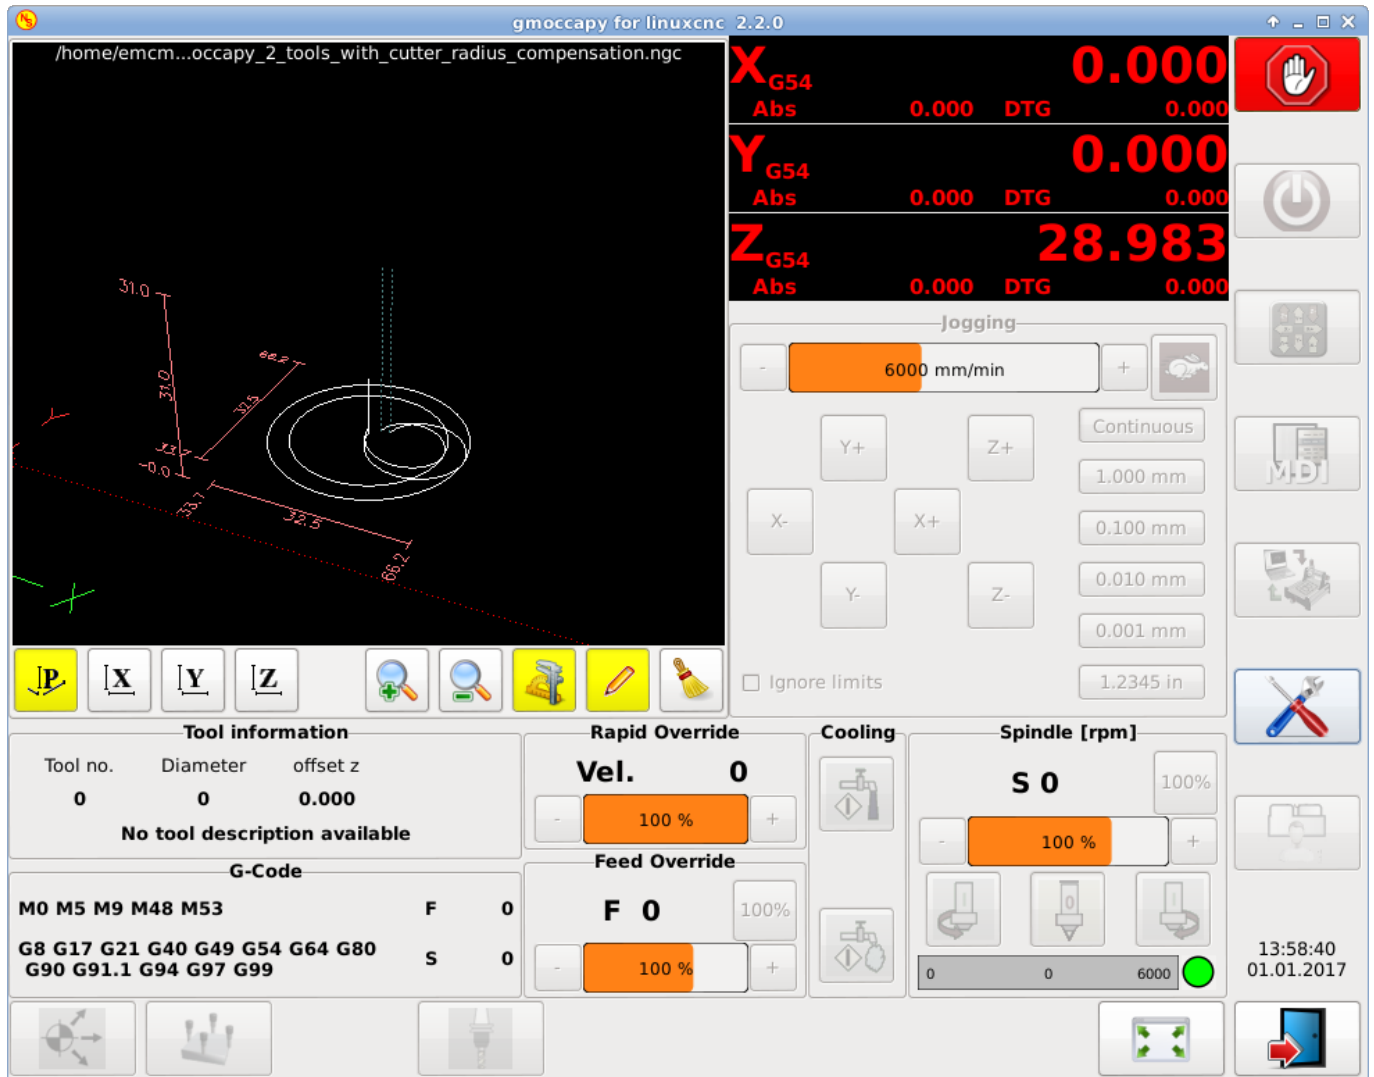 gmoccapy for linuxcnc 2.2.0
/home/emcm...occapy_2_tools_with_cutter_radius_compensation.ngc
X G54 0.000
Abs 0.000 DTG 0.000
Y G54 0.000
Abs 0.000 DTG 0.000
Z G54 28.983
Abs 0.000 DTG 0.000
31.0
31.0
66.2
32.5
33.7
-0.0
33.7
32.5
66.2
Y
X
Jogging
- 6000 mm/min +
Continuous
Y+ Z+
1.000 mm
X- X+
0.100 mm
0.010 mm
Y- Z-
0.001 mm
Ignore limits
1.2345 in
MDI
P X Y Z
Tool information
Tool no. Diameter offset z
0 0 0.000
No tool description available
G-Code
M0 M5 M9 M48 M53
G8 G17 G21 G40 G49 G54 G64 G80
G90 G91.1 G94 G97 G99
F 0
S 0
Rapid Override
Vel. 0
- 100 % +
Feed Override
F 0 100%
- 100 % +
Cooling
Spindle [rpm]
S 0 100%
- 100 % +
0
0 0 6000
13:58:40
01.01.2017